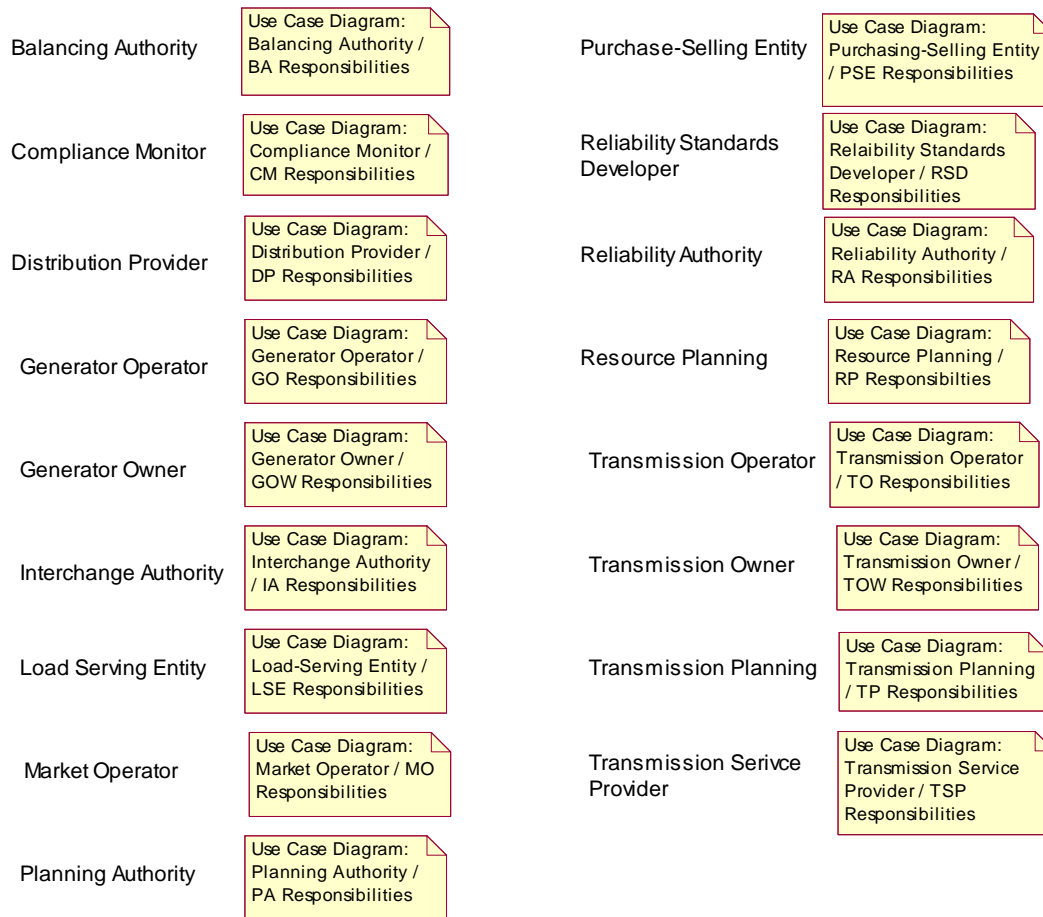 Balancing Authority
Use Case Diagram:
Balancing Authority /
BA Responsibilities
Compliance Monitor
Use Case Diagram:
Compliance Monitor /
CM Responsibilities
Distribution Provider
Use Case Diagram:
Distribution Provider /
DP Responsibilities
Generator Operator
Use Case Diagram:
Generator Operator /
GO Responsibilities
Generator Owner
Use Case Diagram:
Generator Owner /
GOW Responsibilities
Interchange Authority
Use Case Diagram:
Interchange Authority
/ IA Responsibilities
Load Serving Entity
Use Case Diagram:
Load-Serving Entity /
LSE Responsibilities
Market Operator
Use Case Diagram:
Market Operator / MO
Responsibilities
Planning Authority
Use Case Diagram:
Planning Authority /
PA Responsibilities
Purchase-Selling Entity
Use Case Diagram:
Purchasing-Selling Entity
/ PSE Responsibilities
Reliability Standards
Developer
Use Case Diagram:
Relaibility Standards
Developer / RSD
Responsibilities
Reliability Authority
Use Case Diagram:
Reliability Authority /
RA Responsibilities
Resource Planning
Use Case Diagram:
Resource Planning /
RP Responsibilties
Transmission Operator
Use Case Diagram:
Transmission Operator
/ TO Responsibilities
Transmission Owner
Use Case Diagram:
Transmission Owner /
TOW Responsibilities
Transmission Planning
Use Case Diagram:
Transmission Planning
/ TP Responsibilities
Transmission Serivce
Provider
Use Case Diagram:
Transmission Service
Provider / TSP
Responsibilities